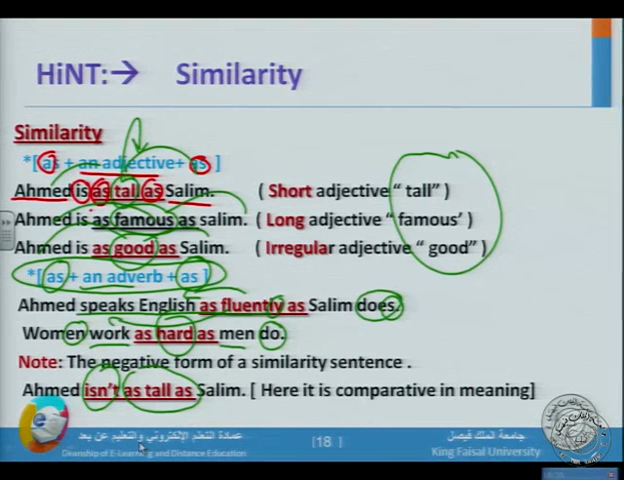 HiNT:→ Similarity
Similarity
*[ as + an adjective+ as ]
Ahmed is as tall as Salim. ( Short adjective “ tall” )
Ahmed is as famous as salim. ( Long adjective “ famous’ )
Ahmed is as good as Salim. ( Irregular adjective “ good” )
*[ as + an adverb + as ]
Ahmed speaks English as fluently as Salim does.
Women work as hard as men do.
Note: The negative form of a similarity sentence .
Ahmed isn’t as tall as Salim. [ Here it is comparative in meaning]
عمادة التعلم الإلكتروني والتعليم عن بعد
[18]
جامعة الملك فيصل
Deanship of E-Learning and Distance Education
King Faisal University